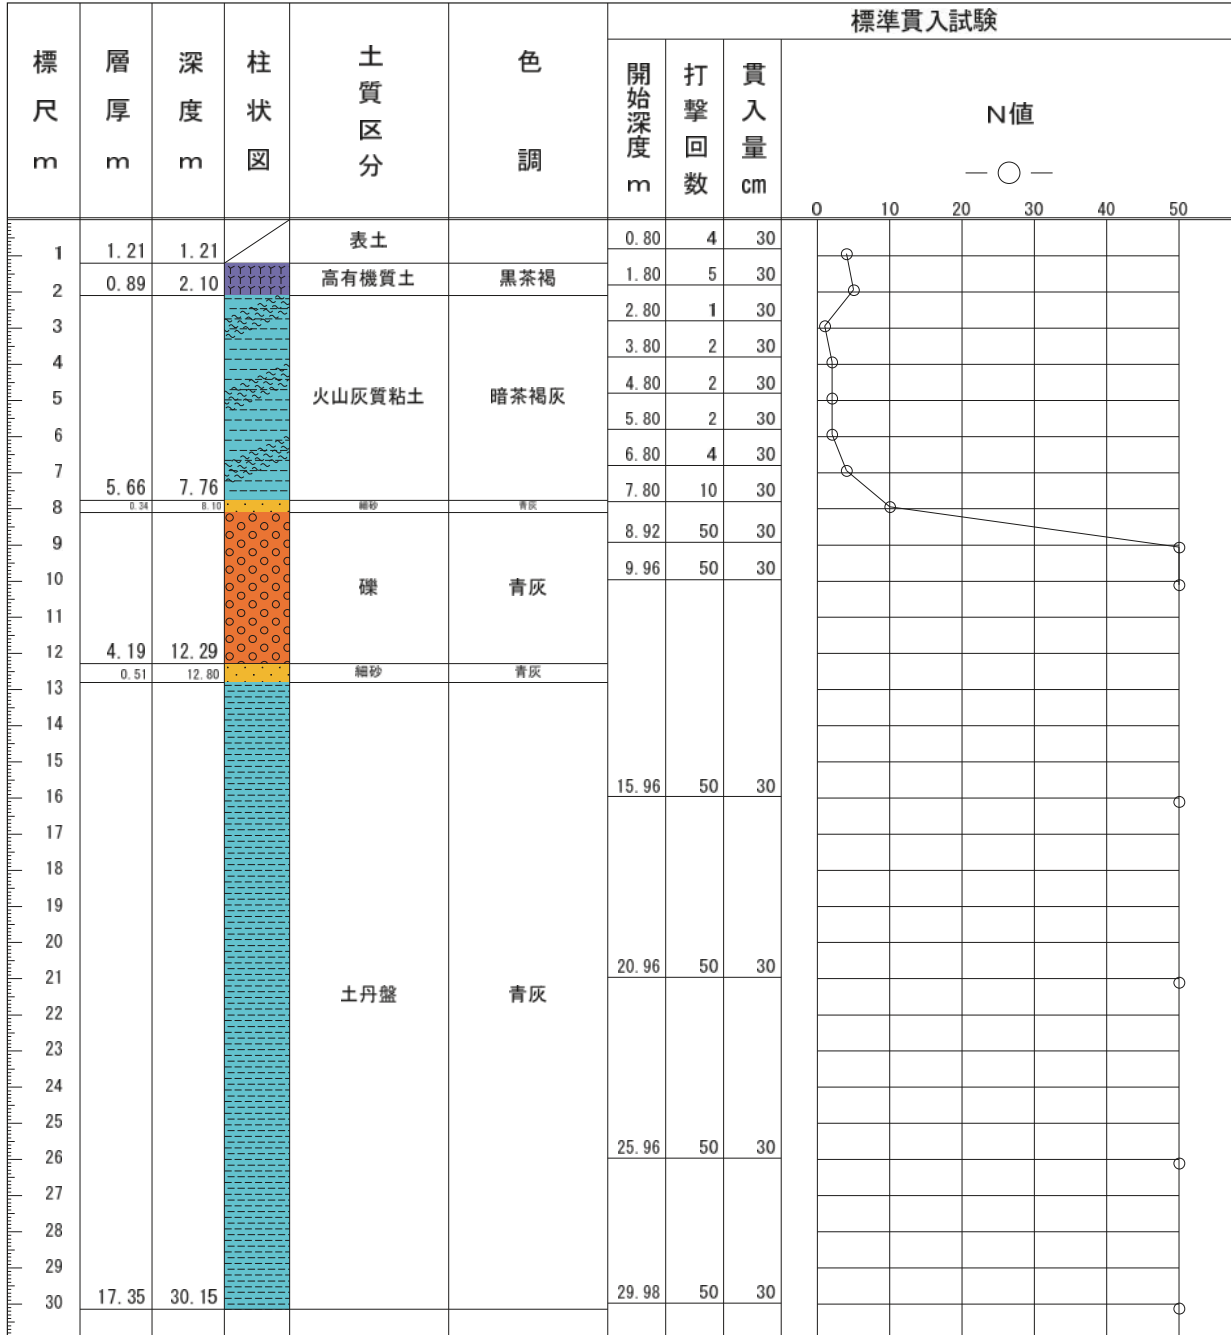 標準貫入試験
標尺m
層厚m
深度m
柱状図
土質区分
色調
開始深度m
打撃回数
貫入量cm
N値
0 10 20 30 40 50
表土
0.80 4 30
1
1.21 1.21
高有機質土 黒茶褐
1.80 5 30
2
0.89 2.10
2.80 1 30
3
3.80 2 30
4
4.80 2 30
火山灰質粘土 暗茶褐灰
5
5.80 2 30
6
6.80 4 30
7
5.66 7.76
7.80 10 30
8
0.34 8.10 細砂 青灰
8.92 50 30
9
9.96 50 30
10
礫 青灰
11
12
4.19 12.29
0.51 12.80 細砂 青灰
13
14
15
15.96 50 30
16
17
18
19
20
20.96 50 30
21
土丹盤 青灰
22
23
24
25
25.96 50 30
26
27
28
29
29.98 50 30
17.35 30.15
30